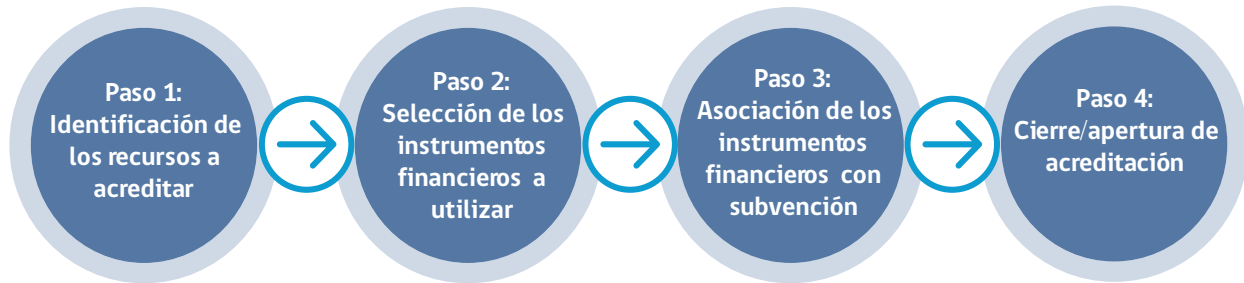 Paso 1:
Identificación de
los recursos a
acreditar
Paso 2:
Selección de los
instrumentos
financieros a
utilizar
Paso 3:
Asociación de los
instrumentos
financieros con
subvención
Paso 4:
Cierre/apertura de
acreditación